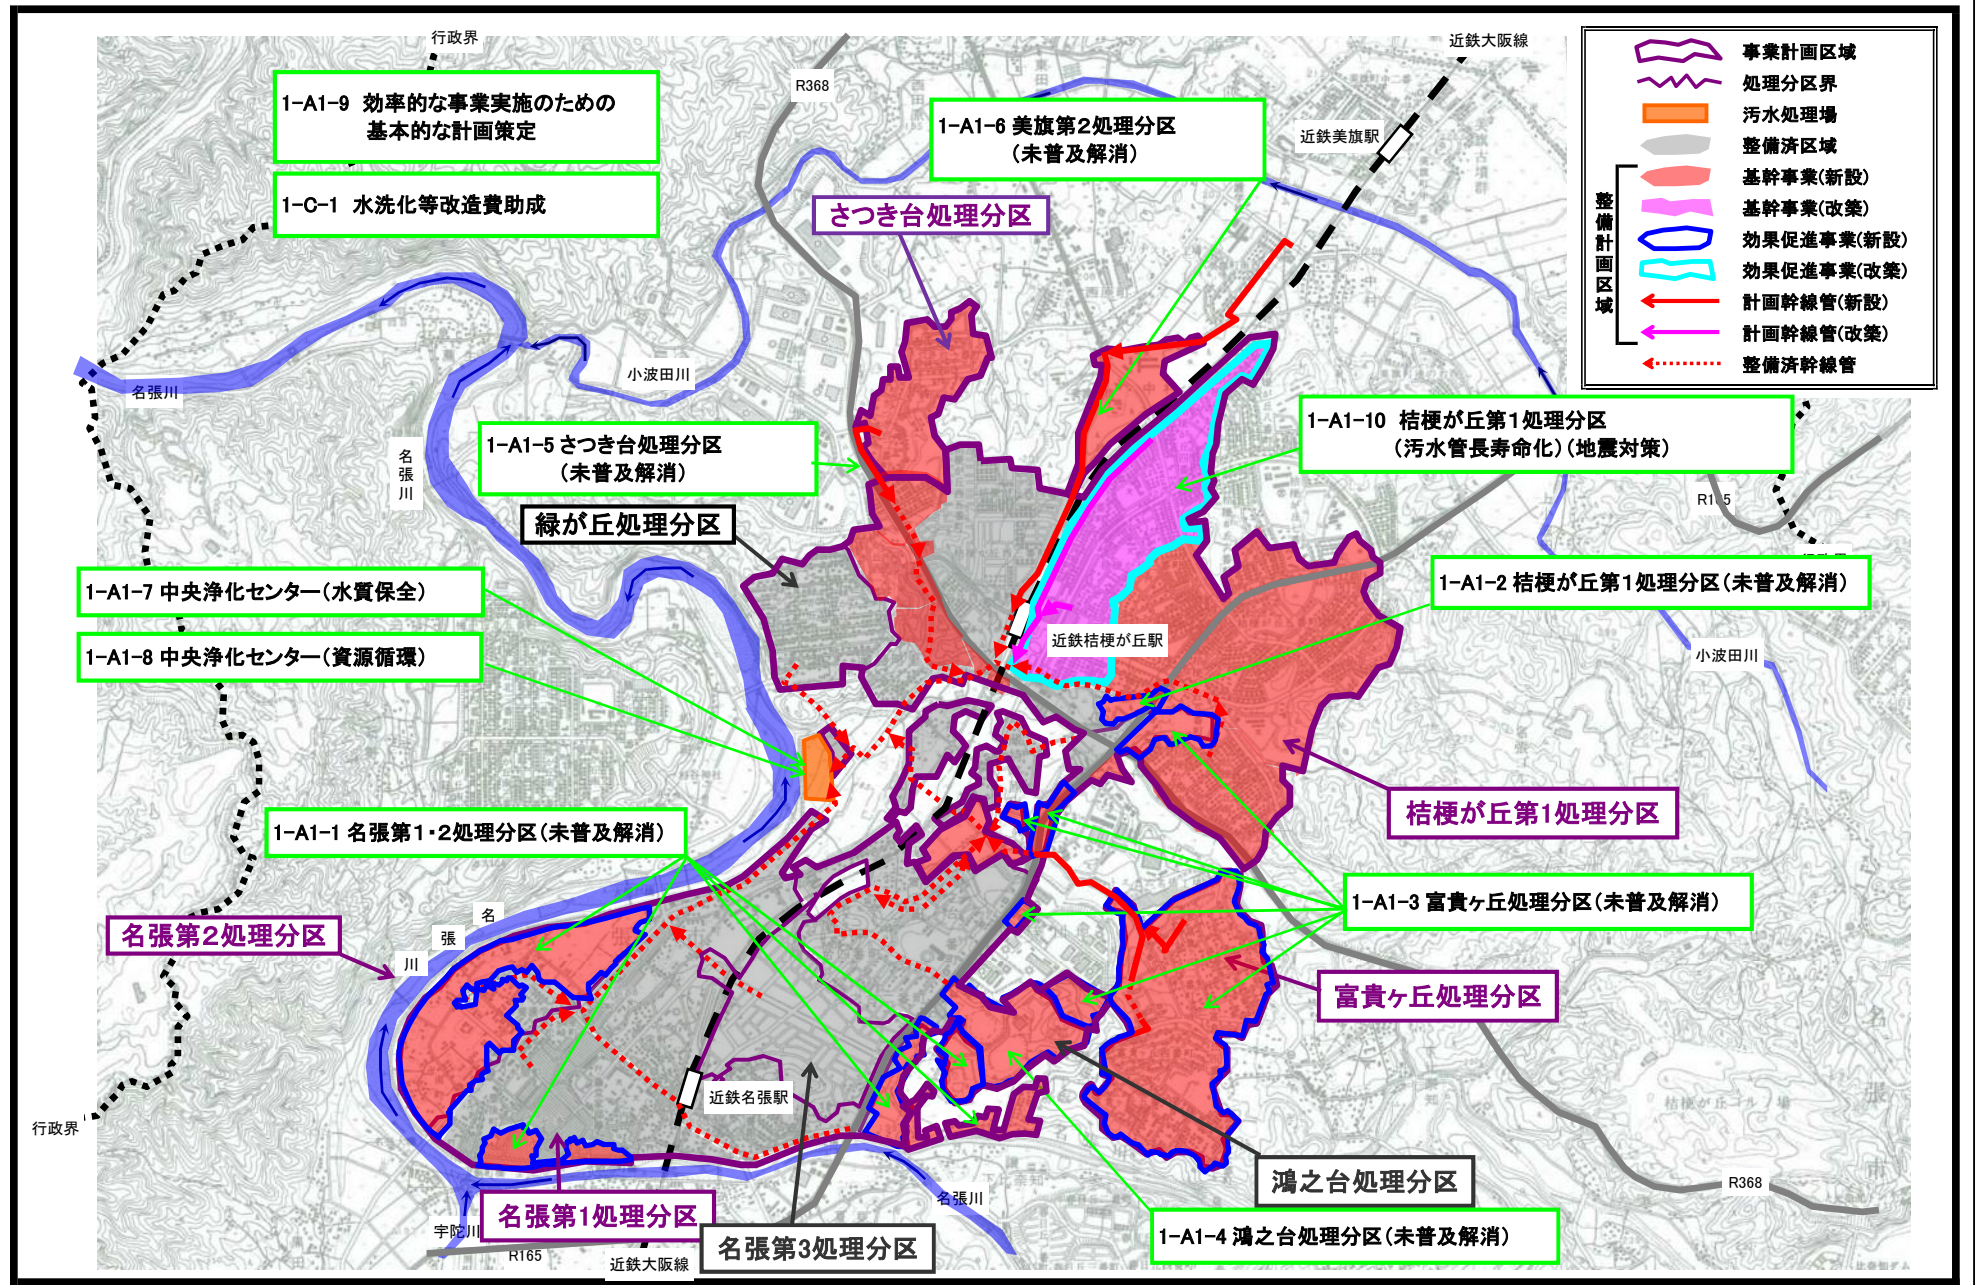 行政界
近鉄大阪線
R368
1-A1-9 効率的な事業実施のための
基本的な計画策定
1-C-1 水洗化等改造費助成
1-A1-6 美旗第2処理分区
(未普及解消)
近鉄美旗駅
さつき台処理分区
事業計画区域
処理分区界
汚水処理場
整備済区域
整備計画区域
基幹事業(新設)
基幹事業(改築)
効果促進事業(新設)
効果促進事業(改築)
計画幹線管(新設)
計画幹線管(改築)
整備済幹線管
名張川
小波田川
名張川
1-A1-5 さつき台処理分区
(未普及解消)
1-A1-10 桔梗が丘第1処理分区
(汚水管長寿命化)(地震対策)
緑が丘処理分区
1-A1-7 中央浄化センター(水質保全)
1-A1-8 中央浄化センター(資源循環)
1-A1-2 桔梗が丘第1処理分区(未普及解消)
近鉄桔梗が丘駅
小波田川
桔梗が丘第1処理分区
1-A1-1 名張第1・2処理分区(未普及解消)
1-A1-3 富貴ヶ丘処理分区(未普及解消)
名張第2処理分区
名
張
川
富貴ヶ丘処理分区
近鉄名張駅
行政界
鴻之台処理分区
R368
名張川
名張第1処理分区
宇陀川
名張第3処理分区
1-A1-4 鴻之台処理分区(未普及解消)
R165
近鉄大阪線
桔梗が丘ゴルフ場